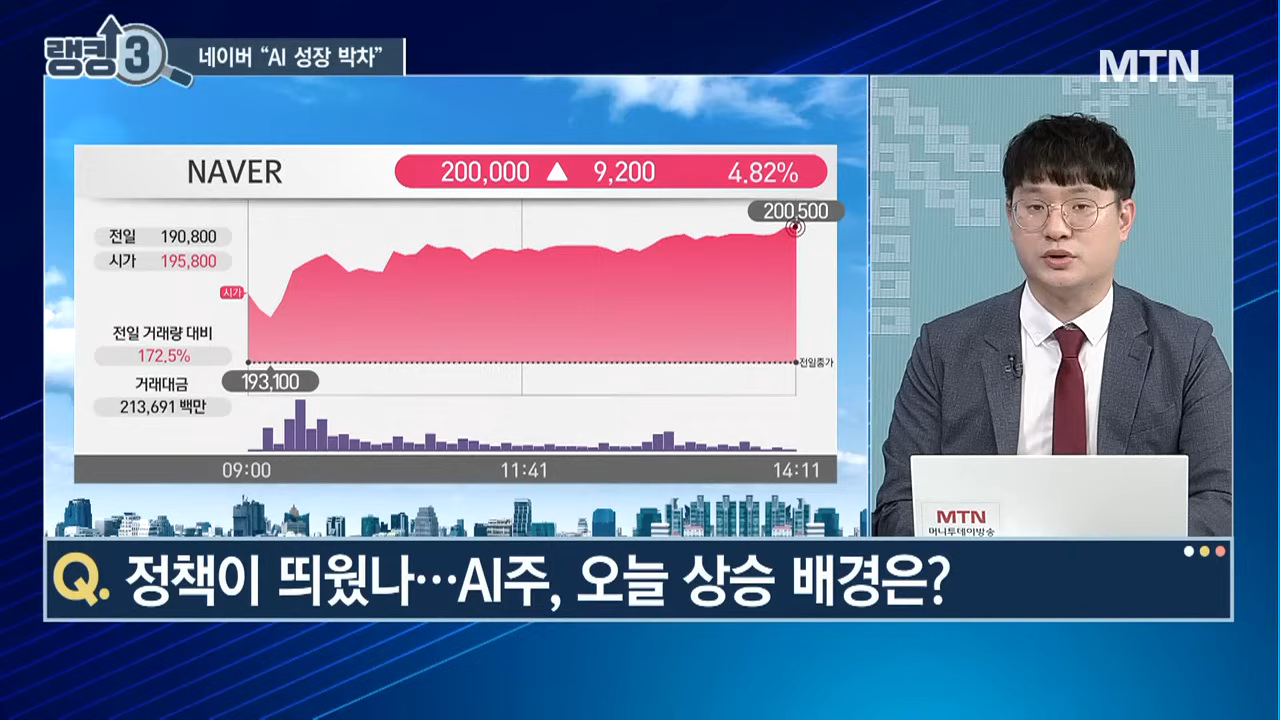 랭킹3
네이버 “AI 성장 박차”
MTN
NAVER
200,000 ▲ 9,200 4.82%
200,500
전일 190,800
시가 195,800
시가
전일 거래량 대비
172.5%
거래대금
213,691 백만
193,100
전일종가
09:00 11:41 14:11
MTN
머니투데이방송
Q. 정책이 띄웠나…AI주, 오늘 상승 배경은?